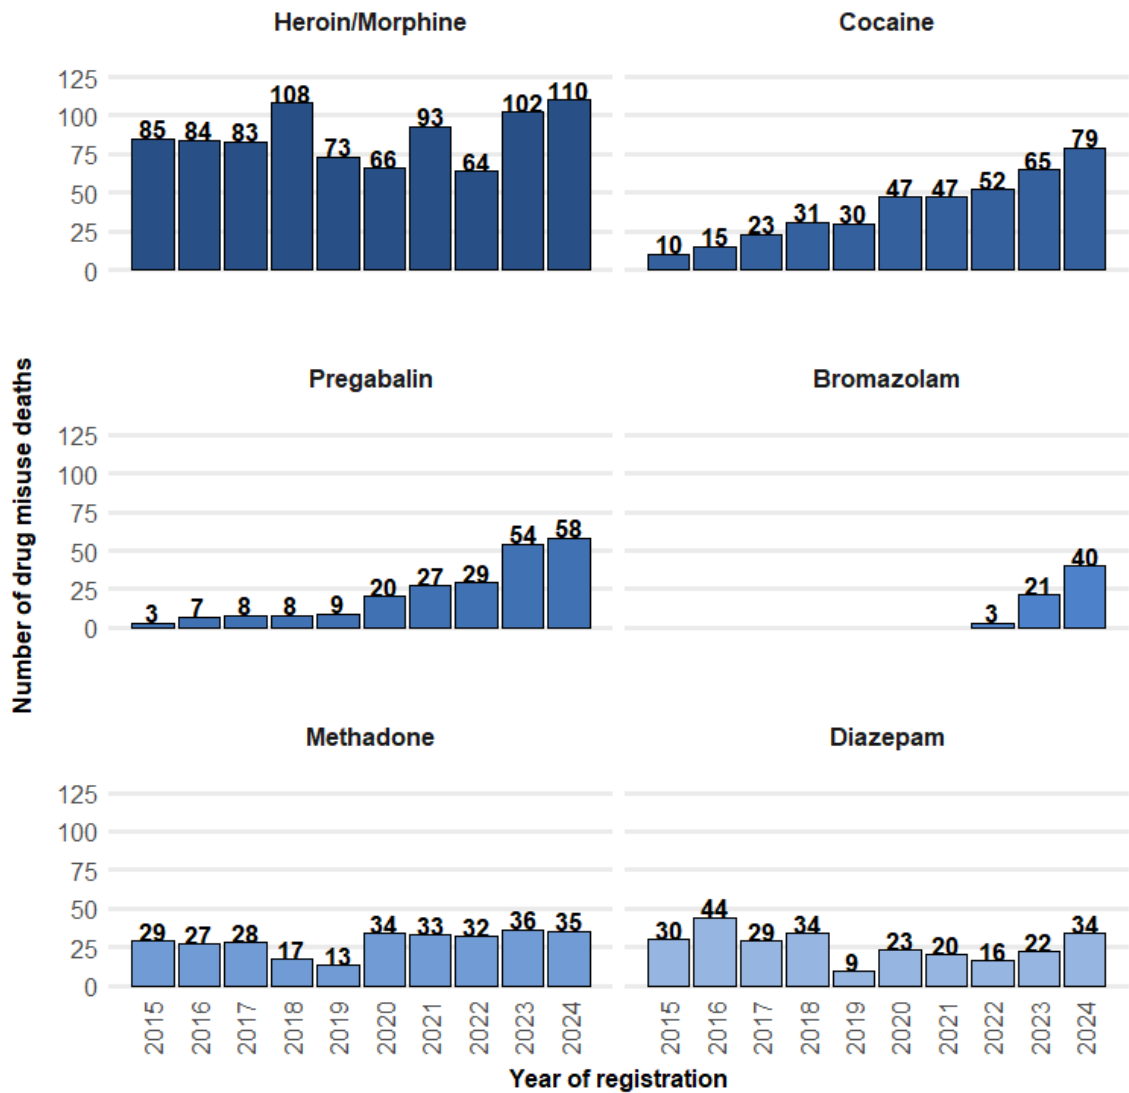 Heroin/Morphine
Cocaine
125
100
75
50
25
0
85 84 83 108 73 66 93 64 102 110
10 15 23 31 30 47 47 52 65 79
Number of drug misuse deaths
Pregabalin
Bromazolam
125
100
75
50
25
0
3 7 8 8 9 20 27 29 54 58
3 21 40
Methadone
Diazepam
125
100
75
50
25
0
29 27 28 17 13 34 33 32 36 35
30 44 29 34 9 23 20 16 22 34
2015 2016 2017 2018 2019 2020 2021 2022 2023 2024
2015 2016 2017 2018 2019 2020 2021 2022 2023 2024
Year of registration